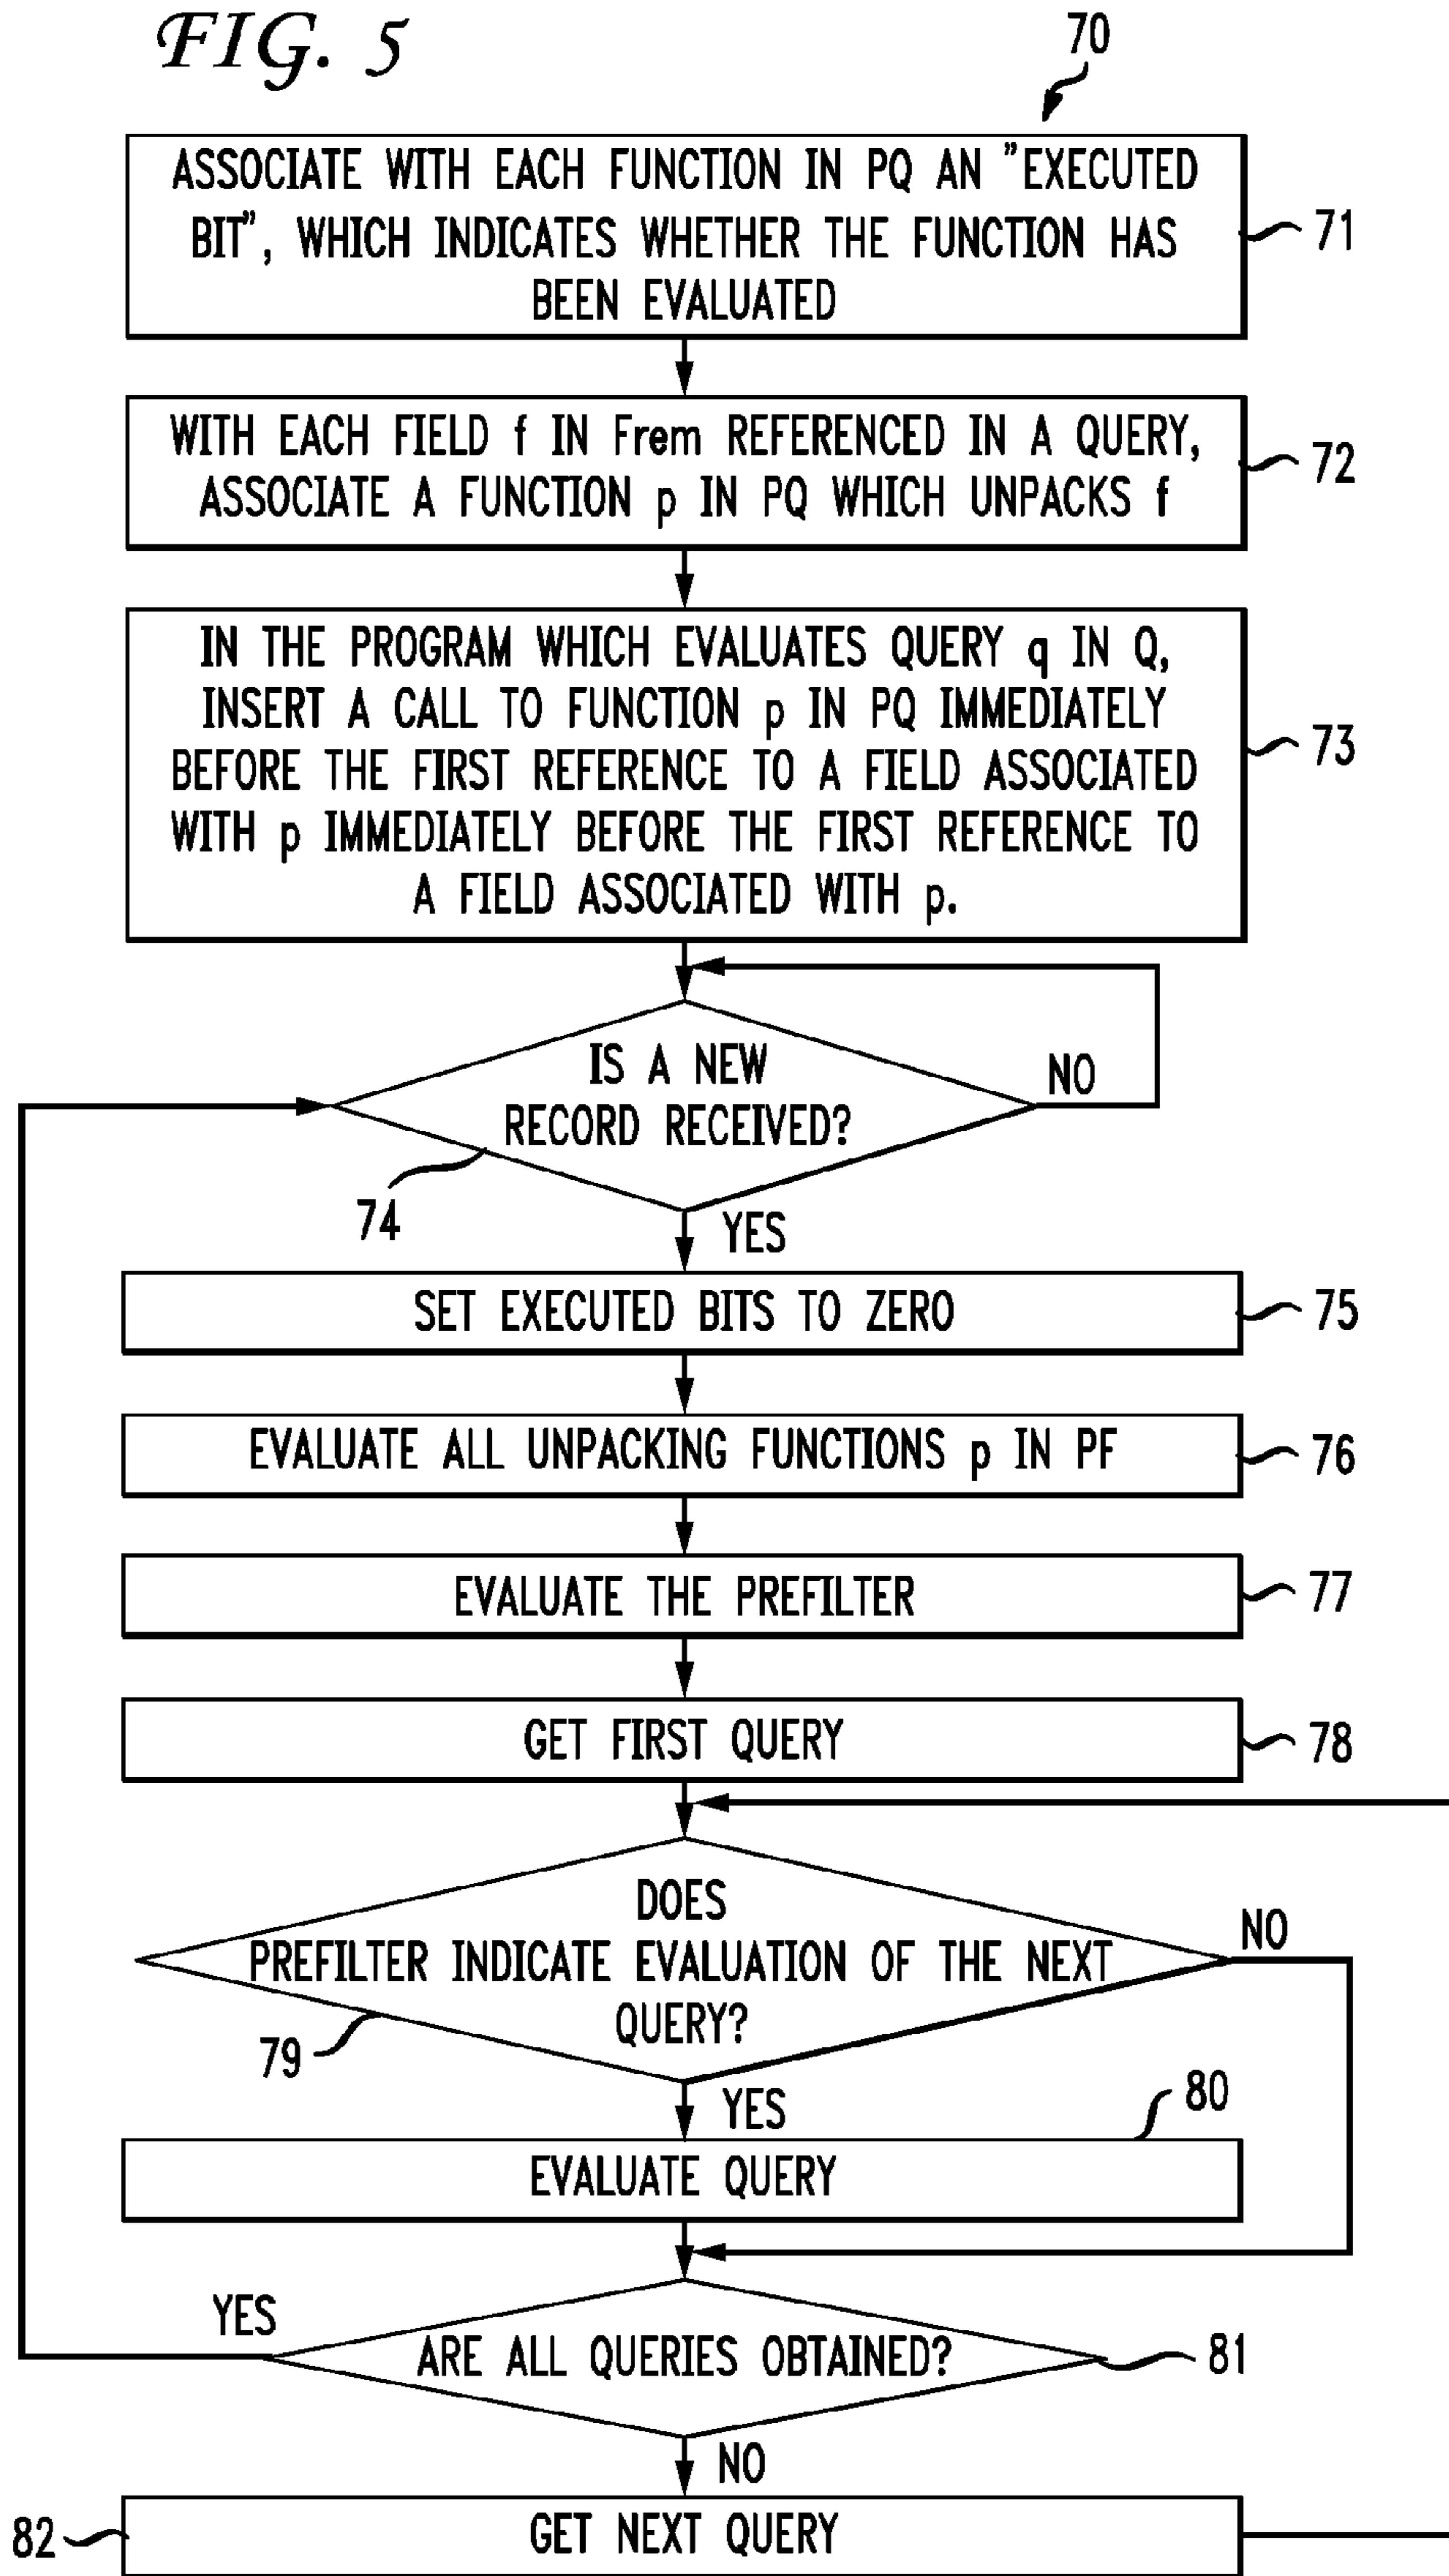 FIG. 5
70
ASSOCIATE WITH EACH FUNCTION IN PQ AN "EXECUTED
BIT", WHICH INDICATES WHETHER THE FUNCTION HAS
BEEN EVALUATED
71
WITH EACH FIELD f IN Frem REFERENCED IN A QUERY,
ASSOCIATE A FUNCTION p IN PQ WHICH UNPACKS f
72
IN THE PROGRAM WHICH EVALUATES QUERY q IN Q,
INSERT A CALL TO FUNCTION p IN PQ IMMEDIATELY
BEFORE THE FIRST REFERENCE TO A FIELD ASSOCIATED
WITH p IMMEDIATELY BEFORE THE FIRST REFERENCE TO
A FIELD ASSOCIATED WITH p.
73
IS A NEW
RECORD RECEIVED?
NO
74
YES
SET EXECUTED BITS TO ZERO
75
EVALUATE ALL UNPACKING FUNCTIONS p IN PF
76
EVALUATE THE PREFILTER
77
GET FIRST QUERY
78
DOES
PREFILTER INDICATE EVALUATION OF THE NEXT
QUERY?
NO
79
YES
80
EVALUATE QUERY
YES
ARE ALL QUERIES OBTAINED?
81
NO
82
GET NEXT QUERY